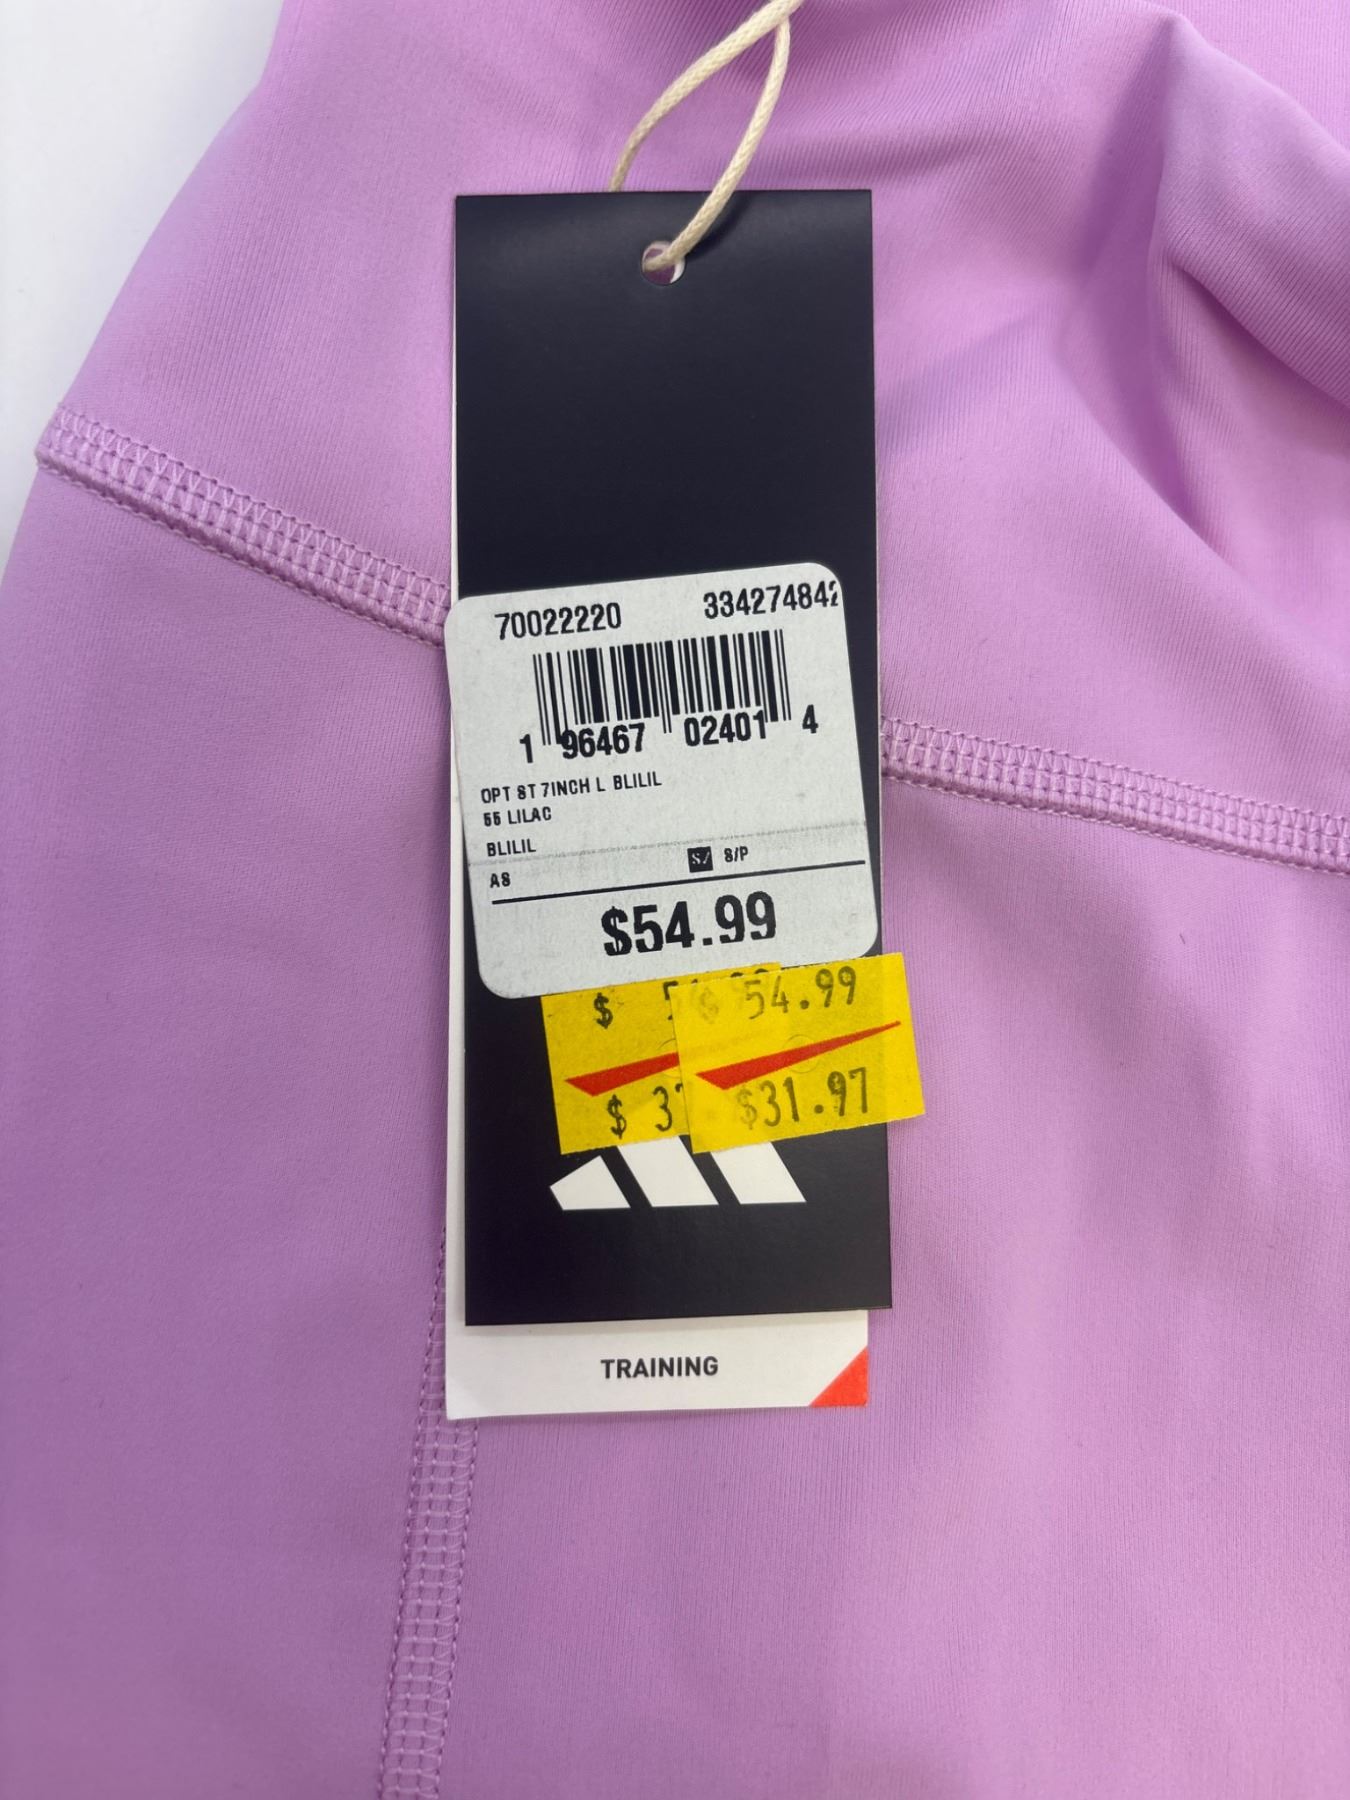 70022220 334274842
1 96467 02401 4
OPT ST 7INCH L BLILIL
55 LILAC
BLILIL
AS S/P
$54.99
$ 54.99
$ $31.97
TRAINING